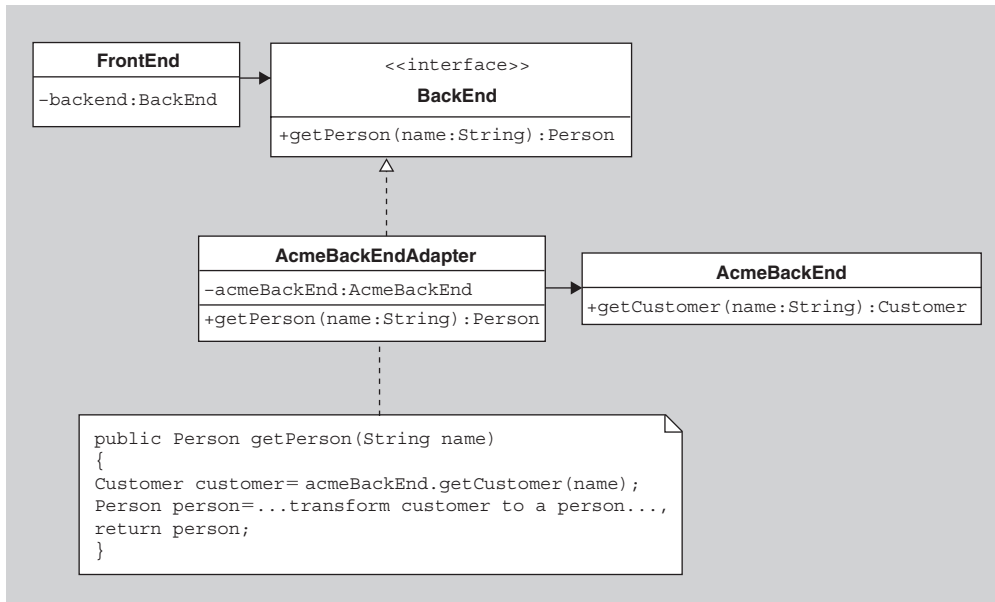 FrontEnd
-backend:BackEnd
<<interface>>
BackEnd
+getPerson(name:String):Person
AcmeBackEndAdapter
-acmeBackEnd:AcmeBackEnd
+getPerson(name:String):Person
AcmeBackEnd
+getCustomer(name:String):Customer
public Person getPerson(String name)
{
Customer customer= acmeBackEnd.getCustomer(name);
Person person=...transform customer to a person...,
return person;
}